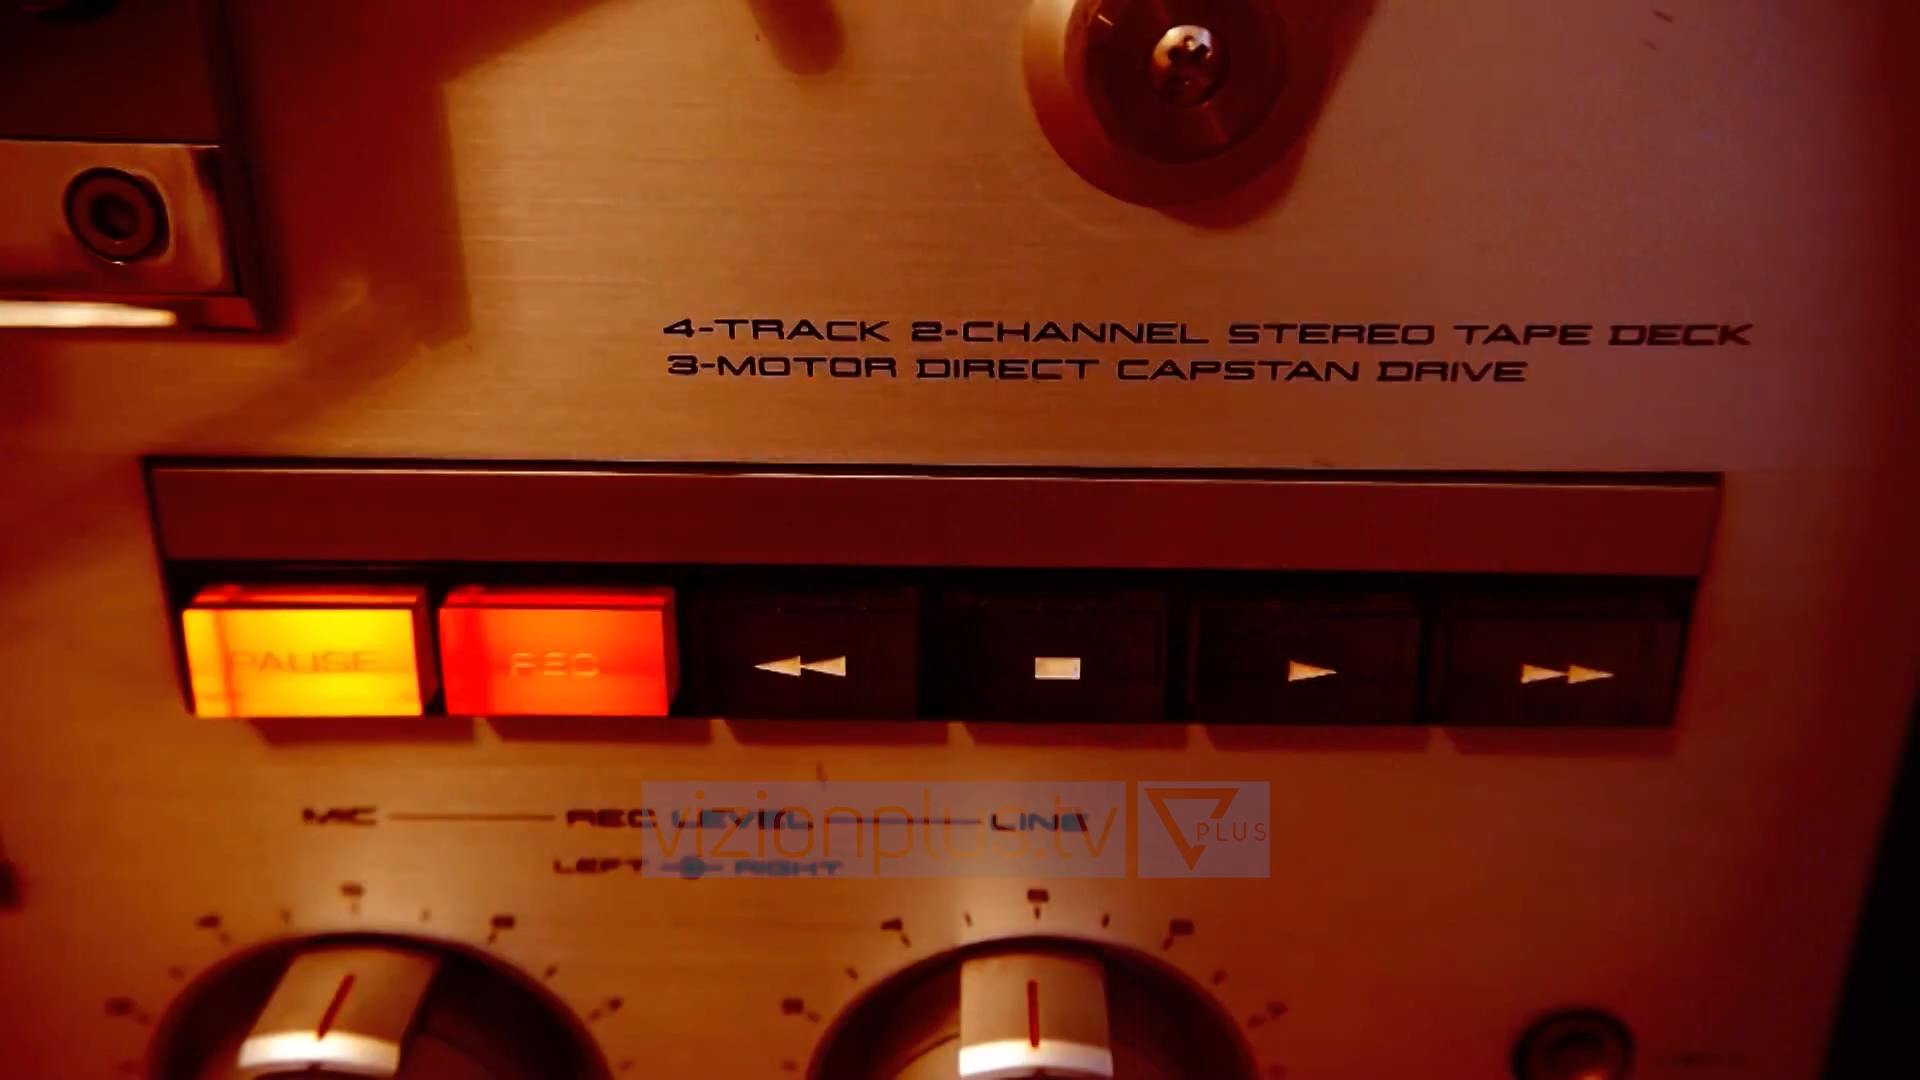 4-TRACK 2-CHANNEL STEREO TAPE DECK
3-MOTOR DIRECT CAPSTAN DRIVE
PAUSE REC
MIC REC LEVEL LINE
LEFT RIGHT
vizionplus.tv PLUS